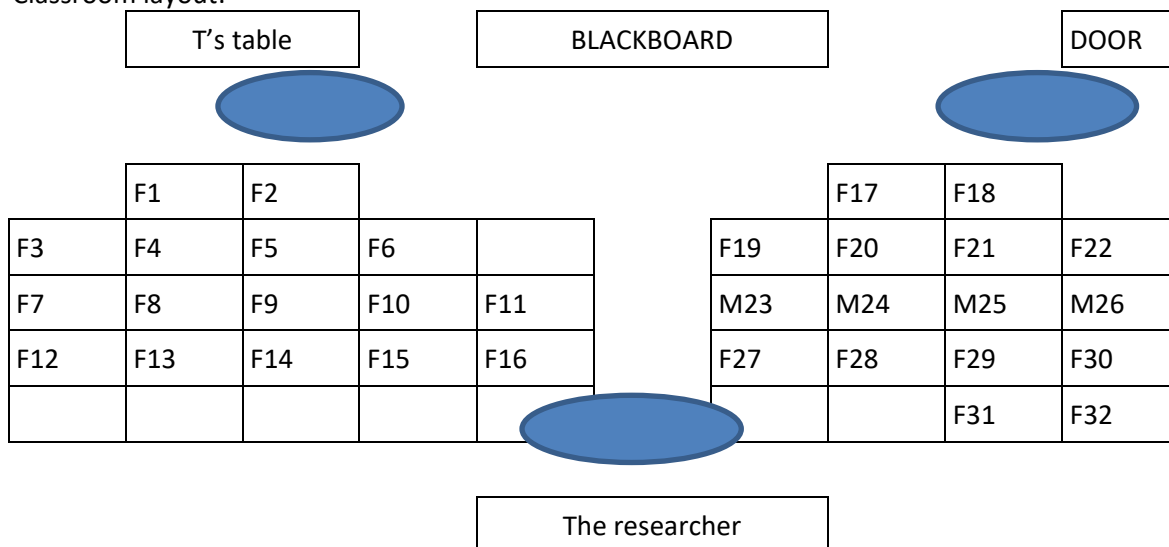 Classroom layout:
T's table BLACKBOARD DOOR
F1 F2 F17 F18
F3 F4 F5 F6 F19 F20 F21 F22
F7 F8 F9 F10 F11 M23 M24 M25 M26
F12 F13 F14 F15 F16 F27 F28 F29 F30
F31 F32
The researcher